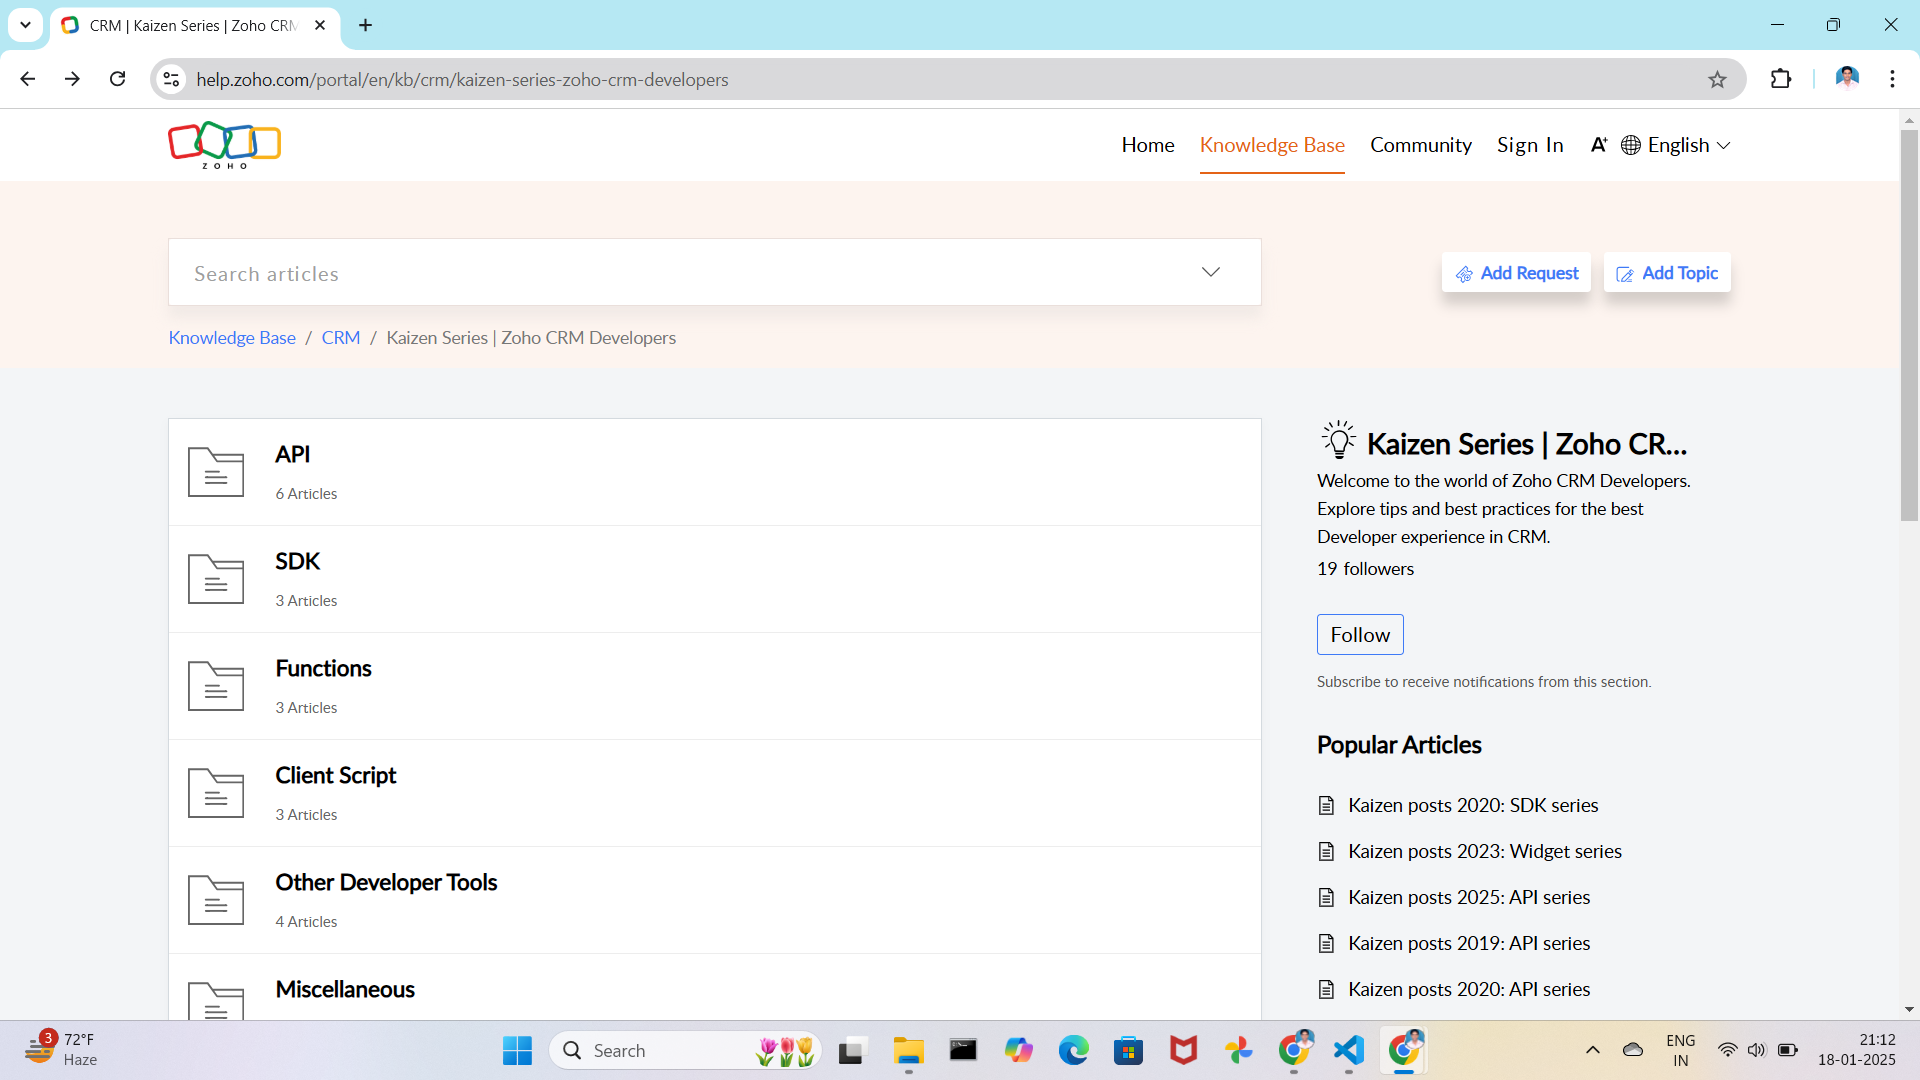 CRM | Kaizen Series | Zoho CRM
help.zoho.com/portal/en/kb/crm/kaizen-series-zoho-crm-developers
ZOHO
Home Knowledge Base Community Sign In A+ English
Search articles
Add Request Add Topic
Knowledge Base / CRM / Kaizen Series | Zoho CRM Developers
API
6 Articles
SDK
3 Articles
Functions
3 Articles
Client Script
3 Articles
Other Developer Tools
4 Articles
Miscellaneous
Kaizen Series | Zoho CR...
Welcome to the world of Zoho CRM Developers.
Explore tips and best practices for the best
Developer experience in CRM.
19 followers
Follow
Subscribe to receive notifications from this section.
Popular Articles
Kaizen posts 2020: SDK series
Kaizen posts 2023: Widget series
Kaizen posts 2025: API series
Kaizen posts 2019: API series
Kaizen posts 2020: API series
3
72°F
Haze
Search
ENG
IN
21:12
18-01-2025